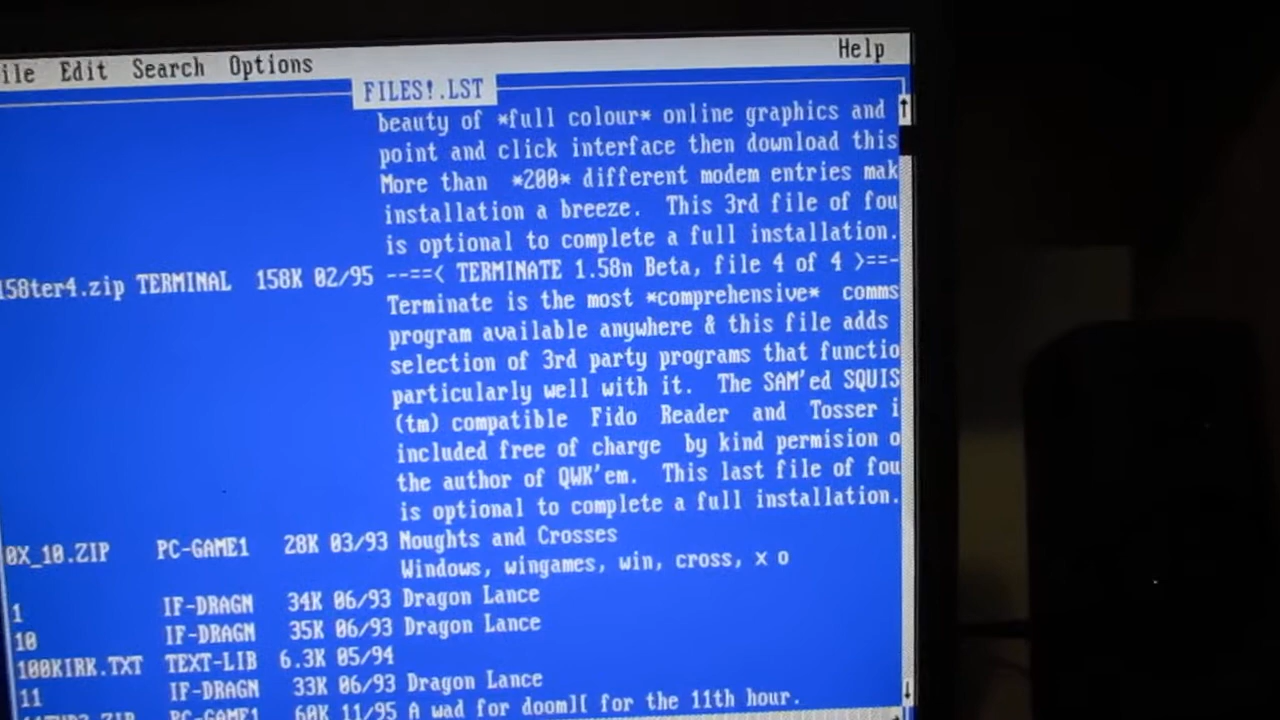 ile Edit Search Options Help
FILES!.LST
beauty of *full colour* online graphics and
point and click interface then download this
More than *200* different modem entries mak
installation a breeze. This 3rd file of fou
is optional to complete a full installation.
158ter4.zip TERMINAL 158K 02/95 --==< TERMINATE 1.58n Beta, file 4 of 4 >==-
Terminate is the most *comprehensive* comms
program available anywhere & this file adds
selection of 3rd party programs that functio
particularly well with it. The SAM'ed SQUIS
(tm) compatible Fido Reader and Tosser i
included free of charge by kind permision o
the author of QWK'em. This last file of fou
is optional to complete a full installation.
0X_10.ZIP PC-GAME1 28K 03/93 Noughts and Crosses
Windows, wingames, win, cross, x o
1 IF-DRAGN 34K 06/93 Dragon Lance
10 IF-DRAGN 35K 06/93 Dragon Lance
100KIRK.TXT TEXT-LIB 6.3K 05/94
11 IF-DRAGN 33K 06/93 Dragon Lance
PC-GAME1 60K 11/95 A wad for doom][ for the 11th hour.